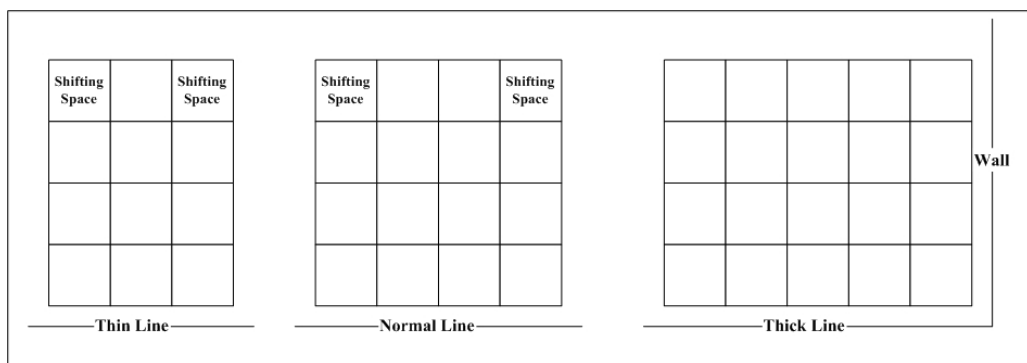 Shifting
Space
Shifting
Space
Shifting
Space
Shifting
Space
Wall
Thin Line
Normal Line
Thick Line